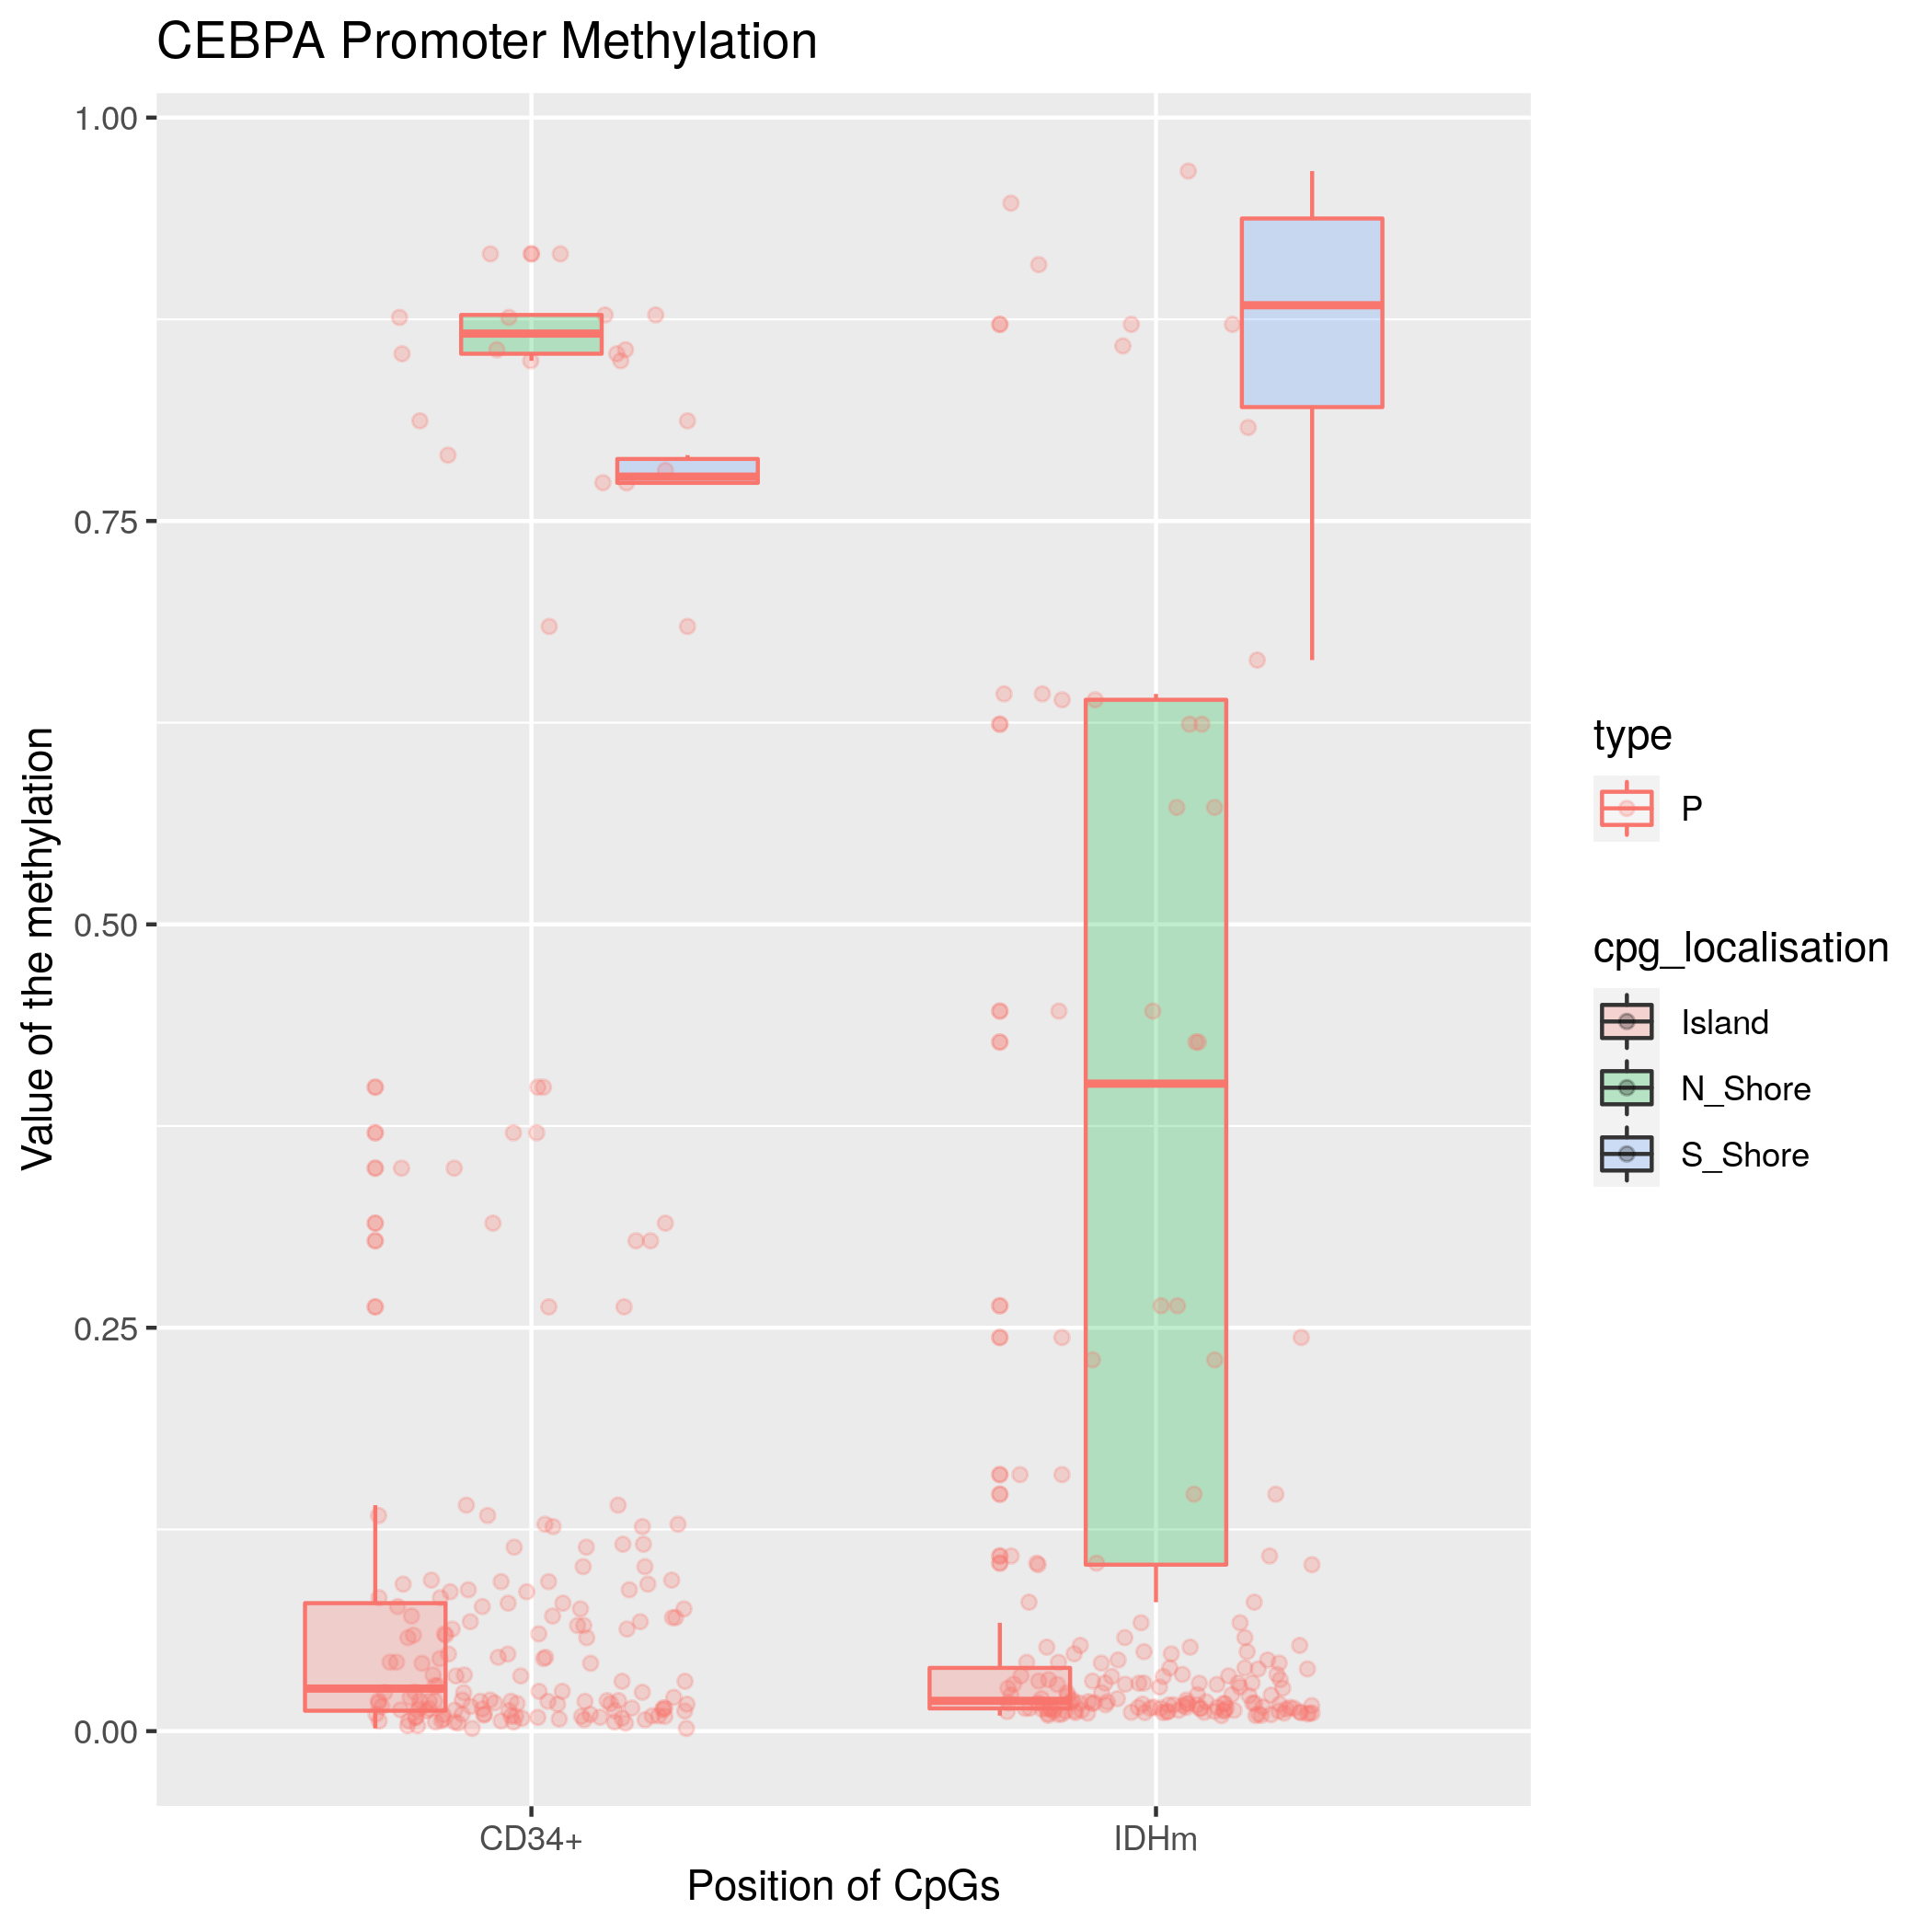 CEBPA Promoter Methylation
1.00
0.75
0.50
0.25
0.00
Value of the methylation
CD34+
IDHm
Position of CpGs
type
P
cpg_localisation
Island
N_Shore
S_Shore